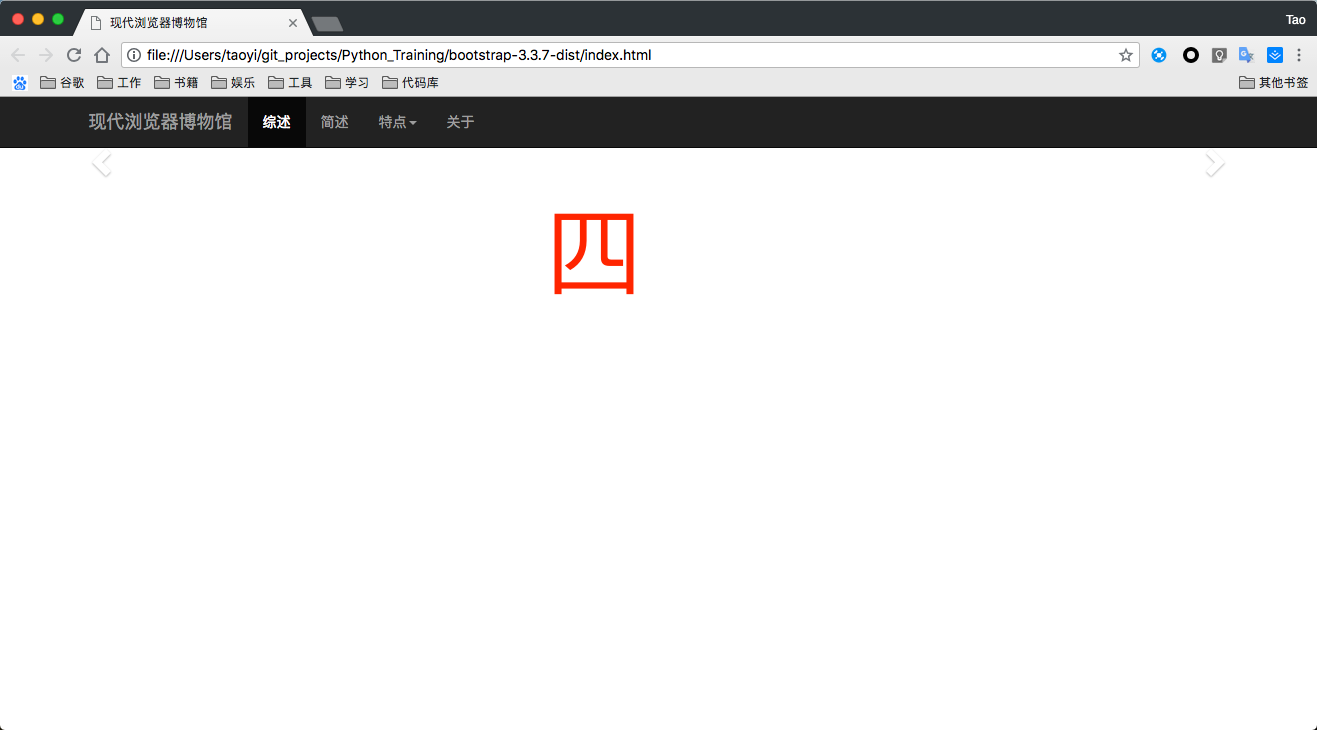 现代浏览器博物馆
Tao
file:///Users/taoyi/git_projects/Python_Training/bootstrap-3.3.7-dist/index.html
谷歌 工作 书籍 娱乐 工具 学习 代码库 其他书签
现代浏览器博物馆 综述 简述 特点 关于
四